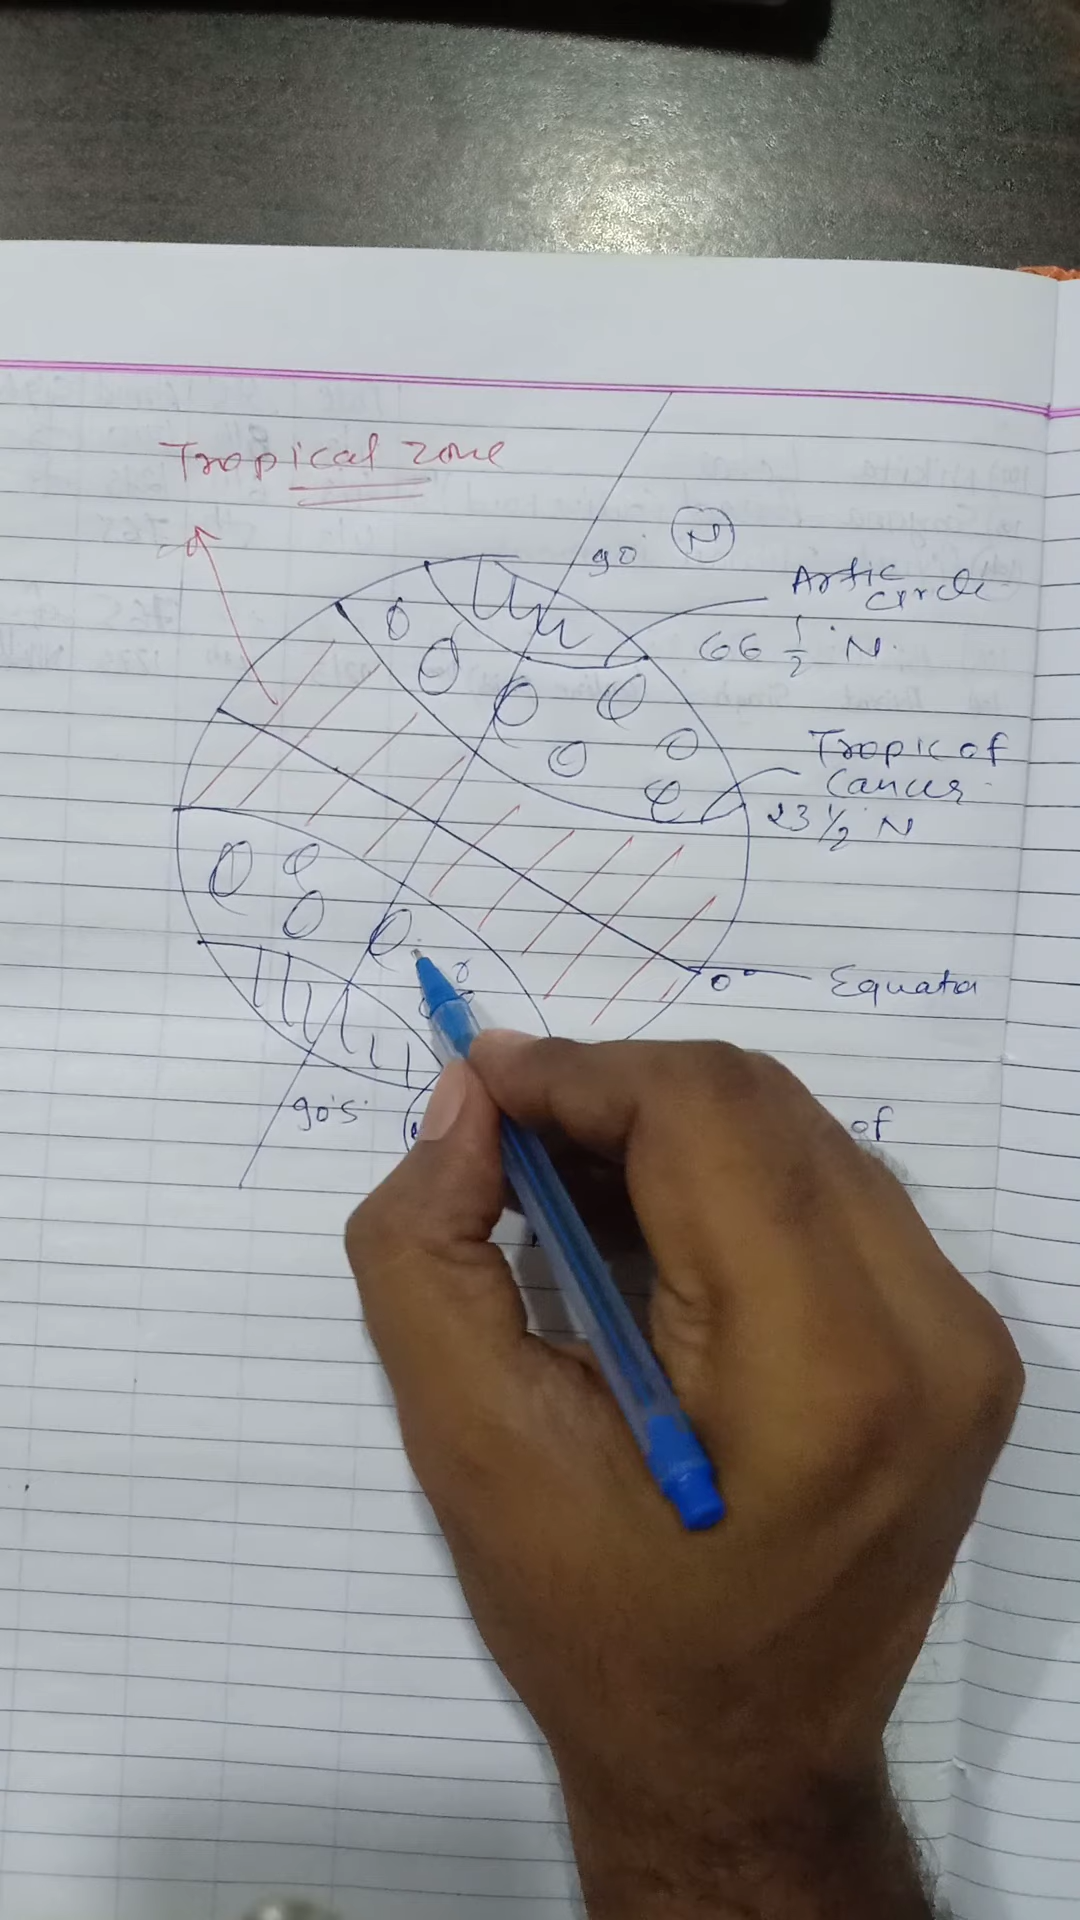 Tropical zone
90° N
Artic
circle
66 1/2 °N
Tropic of
Cancer
23 1/2 N
0° Equator
90°S
of